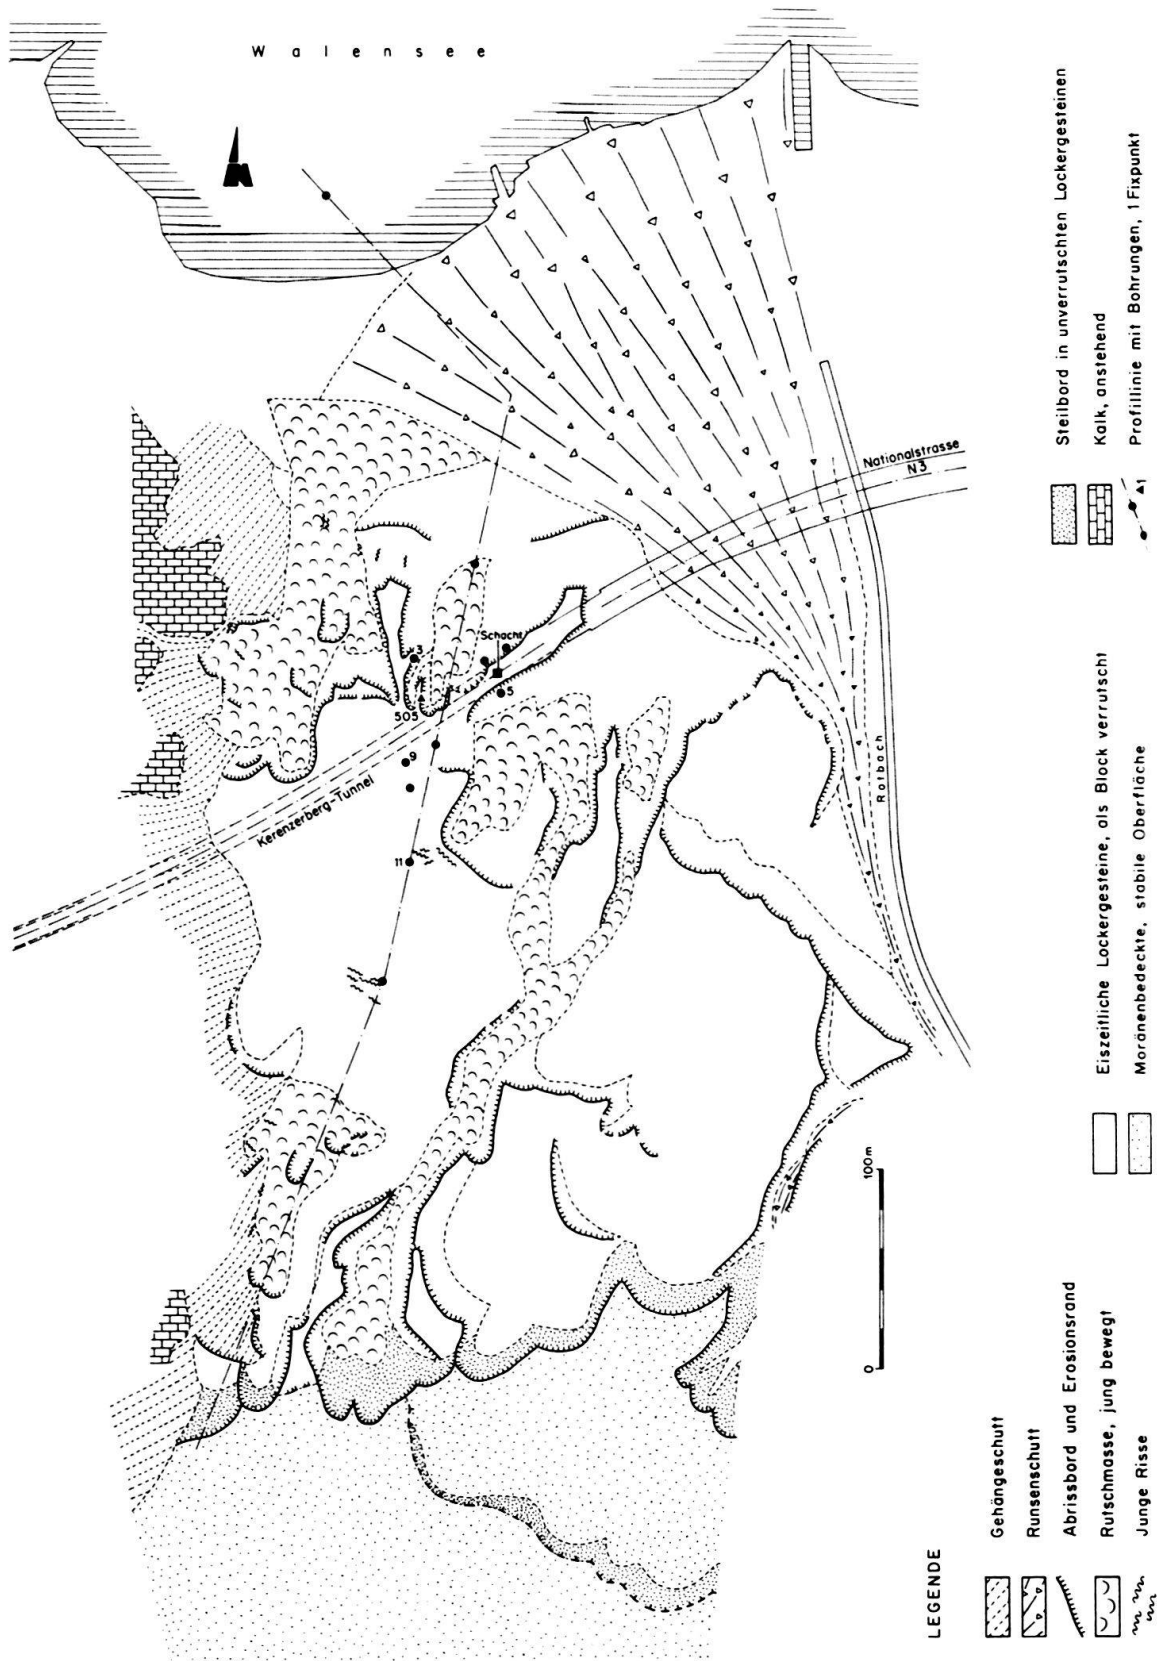 W a l e n s e e
N
Nationalstrasse
N3
Schacht
3
5
505
9
11
Kerenzerberg-Tunnel
Rotbach
0
100m
LEGENDE
Gehängeschutt
Runsenschutt
Abrissbord und Erosionsrand
Rutschmasse, jung bewegt
Junge Risse
Eiszeitliche Lockergesteine, als Block verrutscht
Moränenbedeckte, stabile Oberfläche
Steilbord in unverrutschten Lockergesteinen
Kalk, anstehend
1
Profillinie mit Bohrungen, 1 Fixpunkt